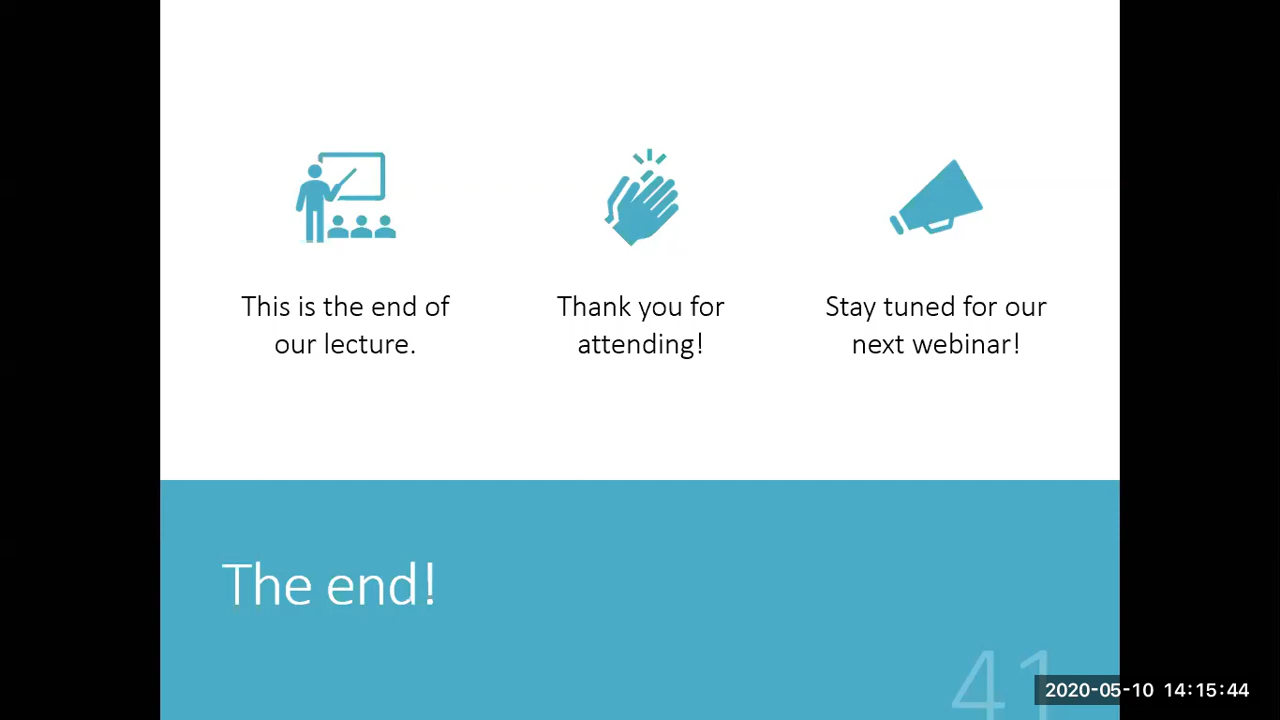 This is the end of
our lecture.
Thank you for
attending!
Stay tuned for our
next webinar!
The end!
41
2020-05-10 14:15:44